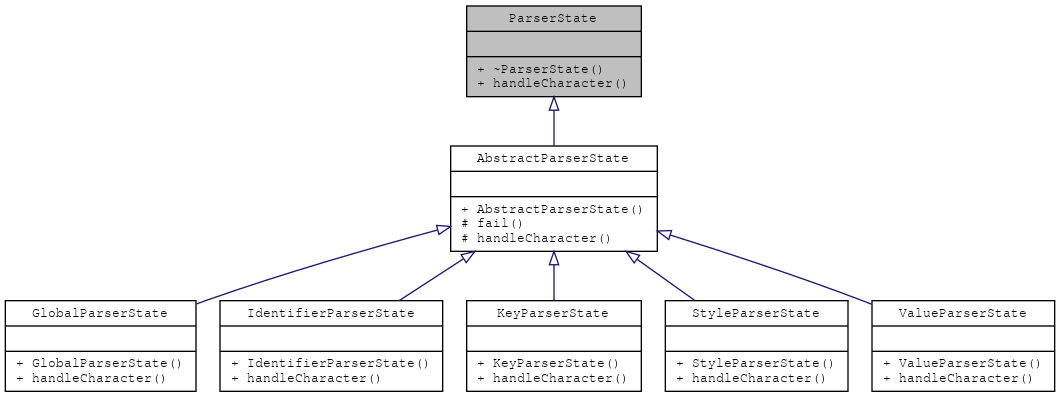 ParserState
+ ~ParserState()
+ handleCharacter()
AbstractParserState
+ AbstractParserState()
# fail()
# handleCharacter()
GlobalParserState
+ GlobalParserState()
+ handleCharacter()
IdentifierParserState
+ IdentifierParserState()
+ handleCharacter()
KeyParserState
+ KeyParserState()
+ handleCharacter()
StyleParserState
+ StyleParserState()
+ handleCharacter()
ValueParserState
+ ValueParserState()
+ handleCharacter()